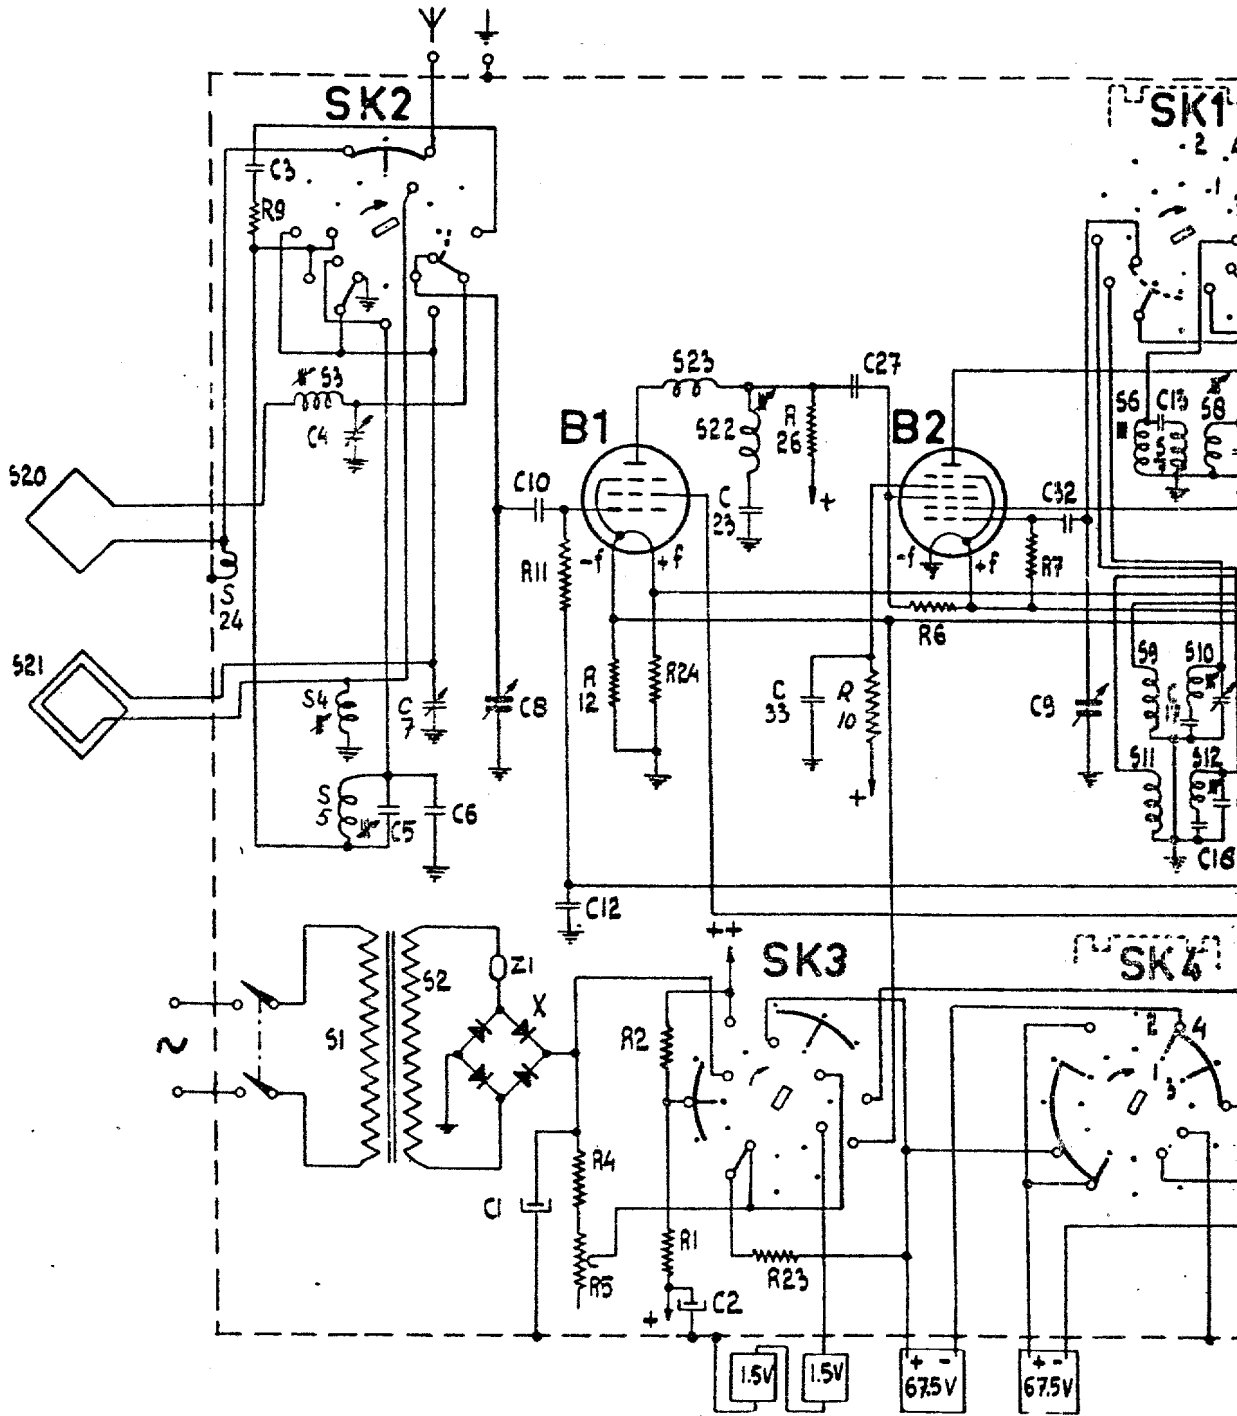 SK2
SK1
2
C3
1
R9
S3
S23
C27
C4
S22
R
26
B1
B2
S6
C13
S8
S20
C10
C
23
+
C32
R11
-f
+f
-f
+f
R7
S
24
R6
S21
S4
C
7
C8
R
12
R24
C
33
R
10
C9
S9
S10
S11
S12
+
S
5
C5
C6
C18
C12
++
SK3
SK4
Z1
S2
X
S1
R2
2
4
3
~
R4
C1
R1
R5
R23
C2
+
1.5V
1.5V
+ -
67.5V
+ -
67.5V